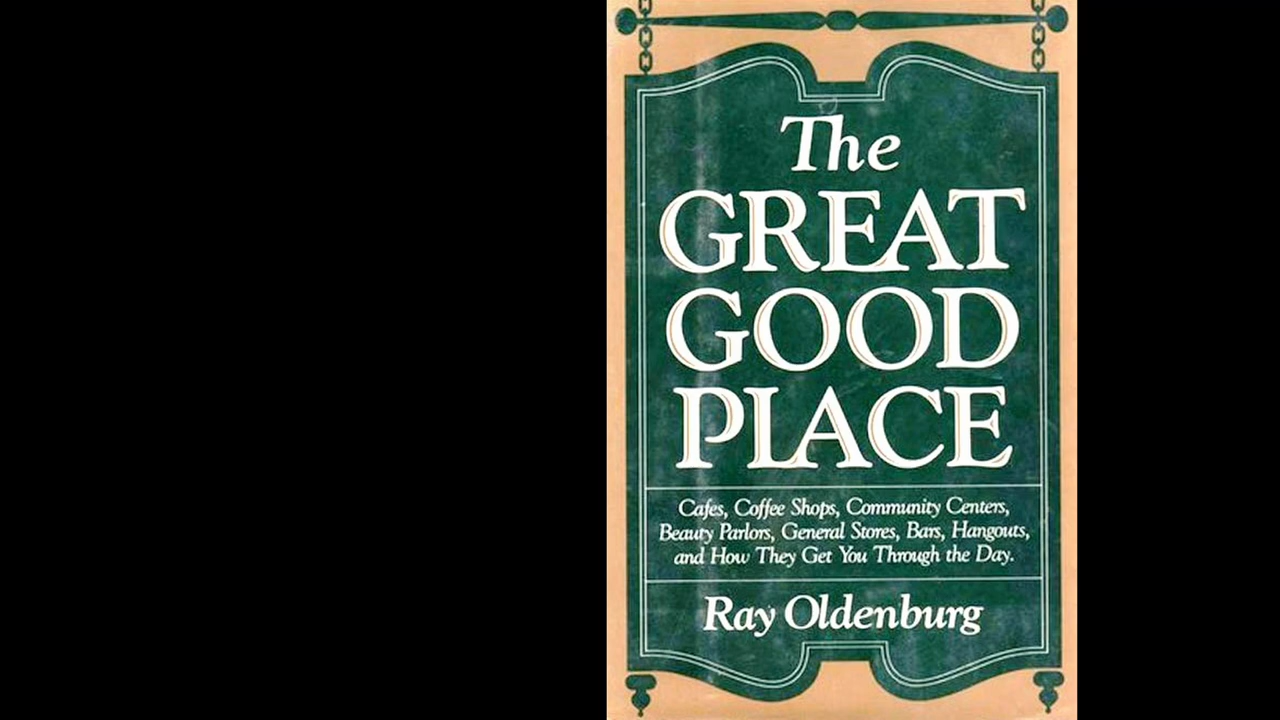 The
GREAT
GOOD
PLACE
Cafes, Coffee Shops, Community Centers,
Beauty Parlors, General Stores, Bars, Hangouts,
and How They Get You Through the Day.
Ray Oldenburg